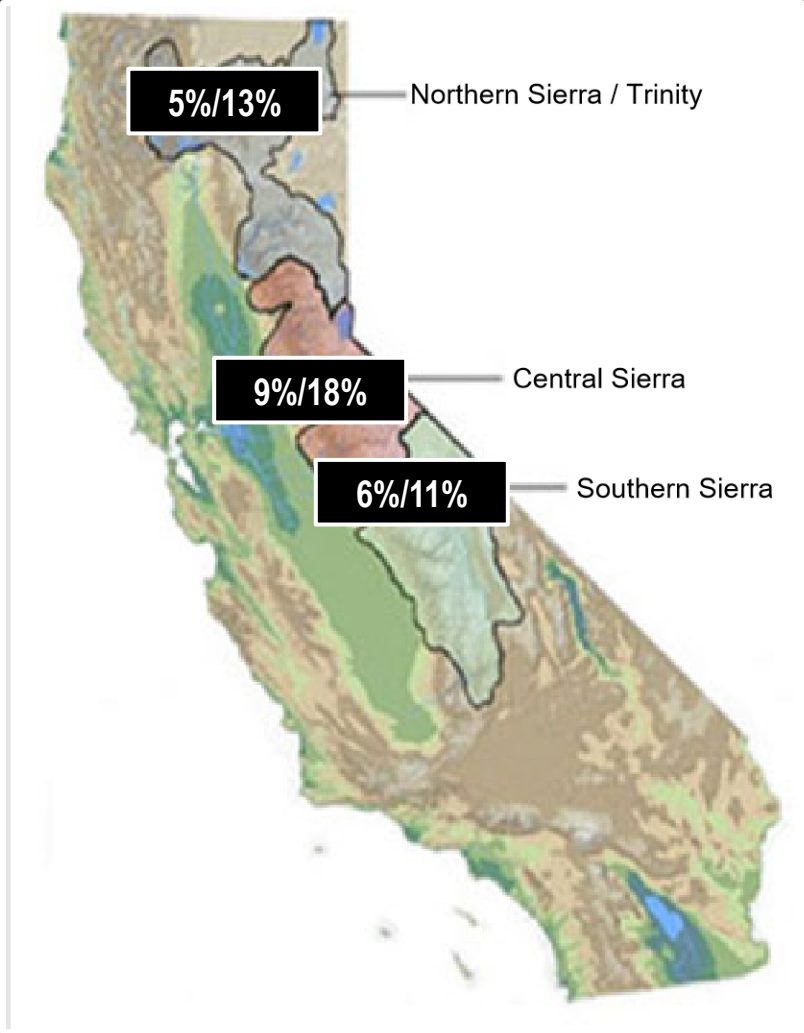 5%/13%
Northern Sierra / Trinity
9%/18%
Central Sierra
6%/11%
Southern Sierra